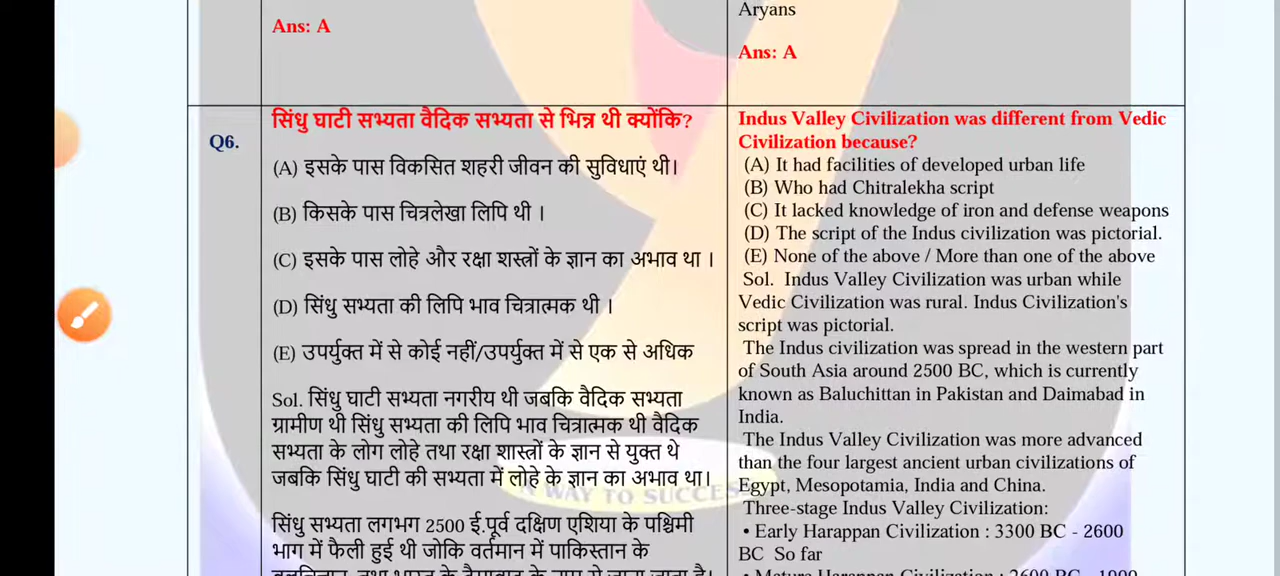 Ans: A
Q6.
सिंधु घाटी सभ्यता वैदिक सभ्यता से भिन्न थी क्योंकि?
(A) इसके पास विकसित शहरी जीवन की सुविधाएं थी।
(B) किसके पास चित्रलेखा लिपि थी ।
(C) इसके पास लोहे और रक्षा शस्त्रों के ज्ञान का अभाव था ।
(D) सिंधु सभ्यता की लिपि भाव चित्रात्मक थी ।
(E) उपर्युक्त में से कोई नहीं/उपर्युक्त में से एक से अधिक
Sol. सिंधु घाटी सभ्यता नगरीय थी जबकि वैदिक सभ्यता
ग्रामीण थी सिंधु सभ्यता की लिपि भाव चित्रात्मक थी वैदिक
सभ्यता के लोग लोहे तथा रक्षा शास्त्रों के ज्ञान से युक्त थे
जबकि सिंधु घाटी की सभ्यता में लोहे के ज्ञान का अभाव था।
सिंधु सभ्यता लगभग 2500 ई.पूर्व दक्षिण एशिया के पश्चिमी
भाग में फैली हुई थी जोकि वर्तमान में पाकिस्तान के
Aryans
Ans: A
Indus Valley Civilization was different from Vedic
Civilization because?
(A) It had facilities of developed urban life
(B) Who had Chitralekha script
(C) It lacked knowledge of iron and defense weapons
(D) The script of the Indus civilization was pictorial.
(E) None of the above / More than one of the above
Sol. Indus Valley Civilization was urban while
Vedic Civilization was rural. Indus Civilization's
script was pictorial.
The Indus civilization was spread in the western part
of South Asia around 2500 BC, which is currently
known as Baluchittan in Pakistan and Daimabad in
India.
The Indus Valley Civilization was more advanced
than the four largest ancient urban civilizations of
Egypt, Mesopotamia, India and China.
Three-stage Indus Valley Civilization:
• Early Harappan Civilization : 3300 BC - 2600
BC So far
WAY TO SUCCES